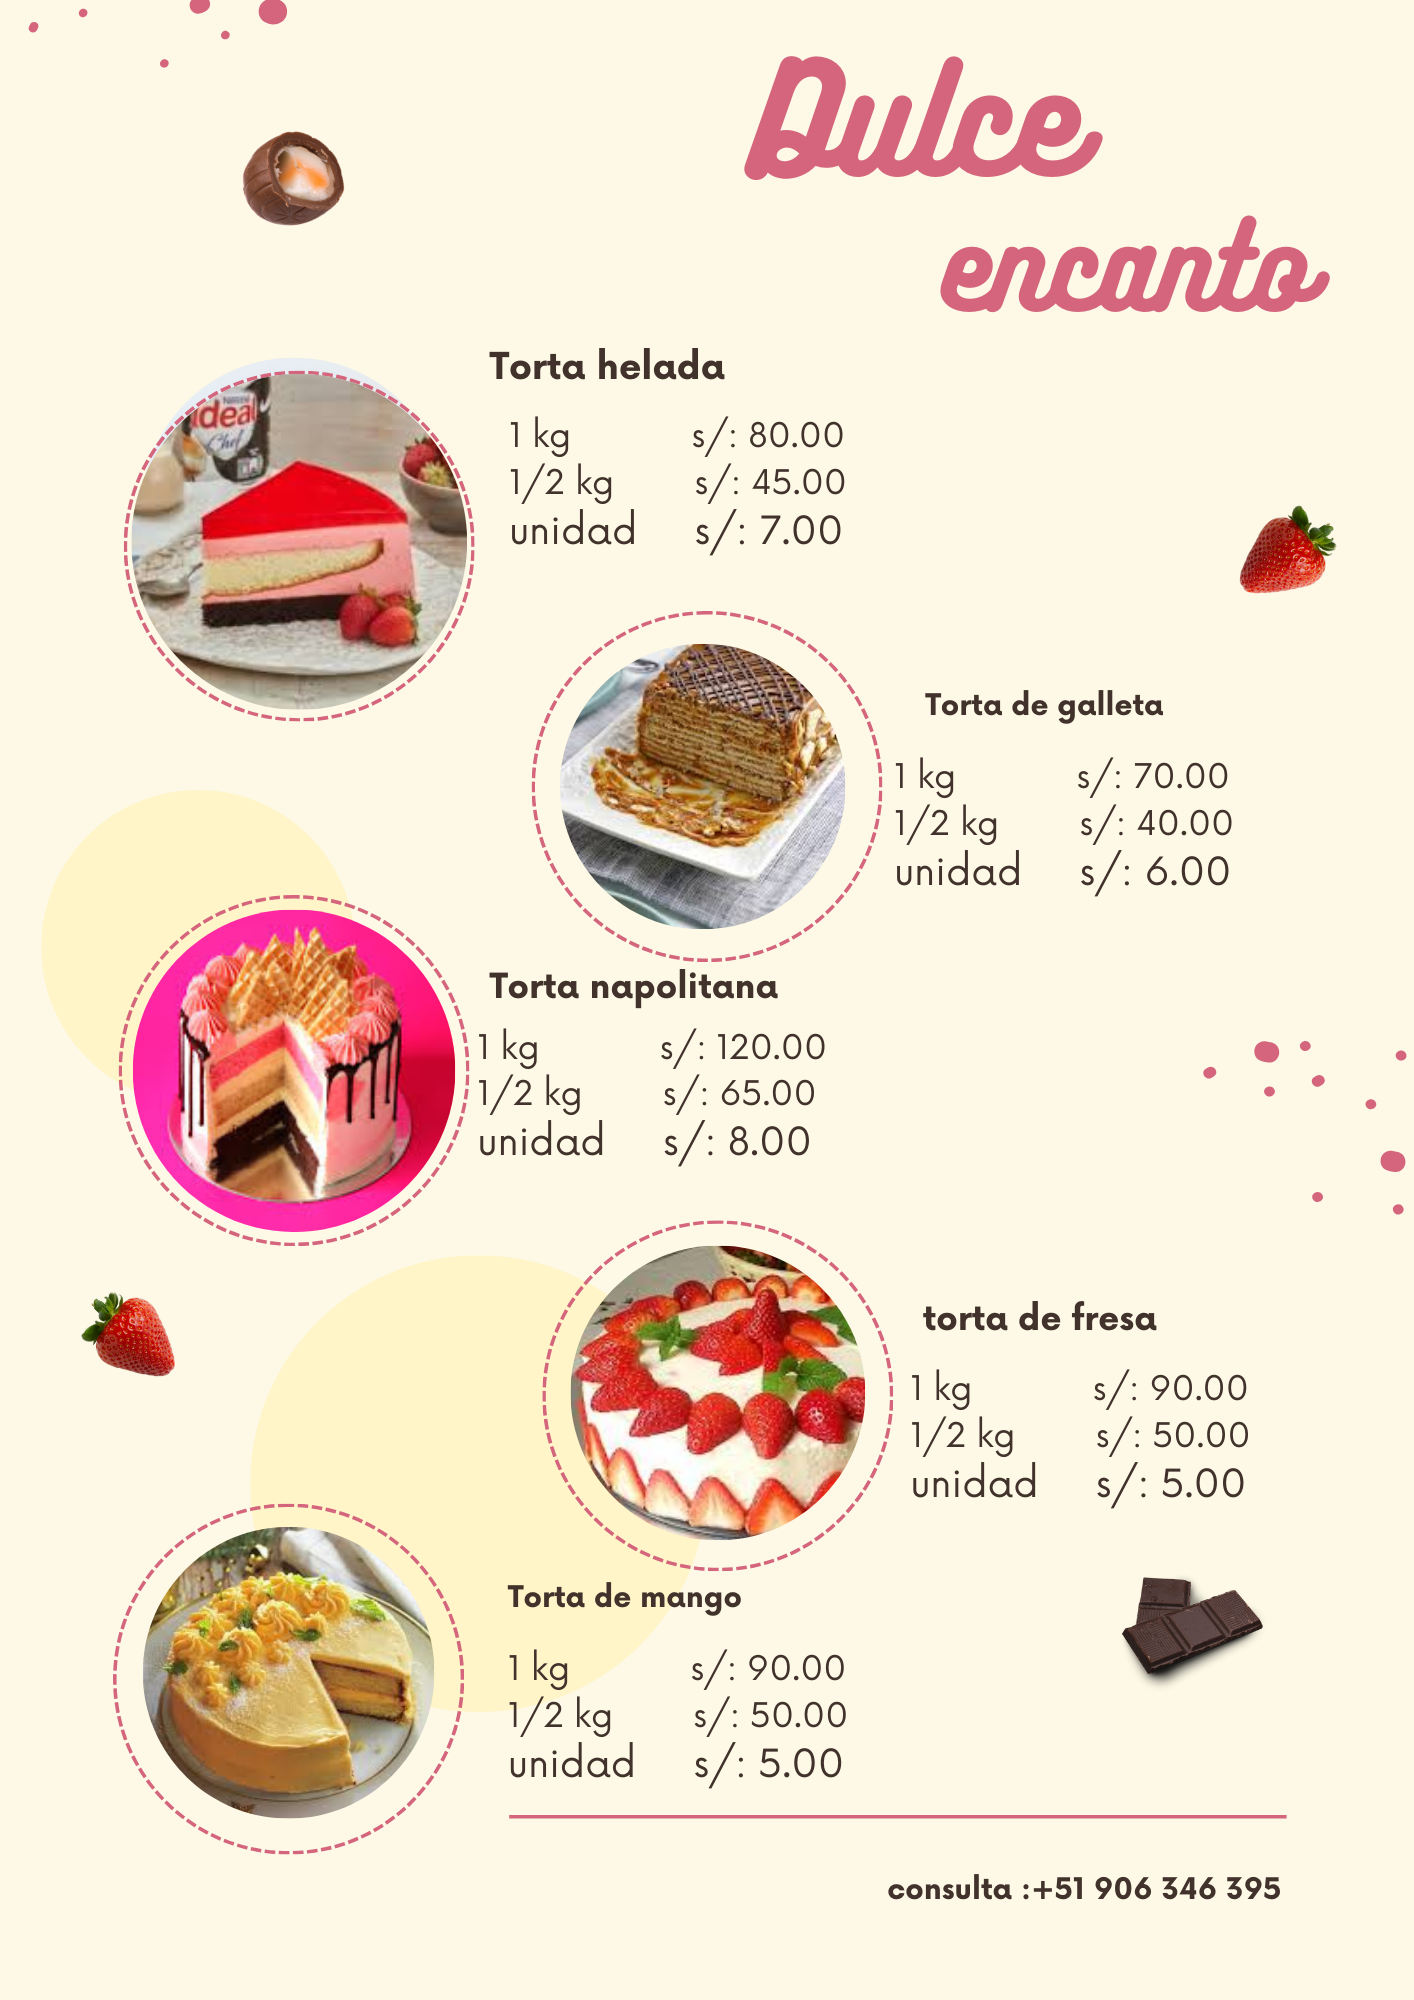 Dulce
encanto
Torta helada
1 kg s/: 80.00
1/2 kg s/: 45.00
unidad s/: 7.00
Nestlé
ideal
Chef
Torta de galleta
1 kg s/: 70.00
1/2 kg s/: 40.00
unidad s/: 6.00
Torta napolitana
1 kg s/: 120.00
1/2 kg s/: 65.00
unidad s/: 8.00
torta de fresa
1 kg s/: 90.00
1/2 kg s/: 50.00
unidad s/: 5.00
Torta de mango
1 kg s/: 90.00
1/2 kg s/: 50.00
unidad s/: 5.00
consulta :+51 906 346 395